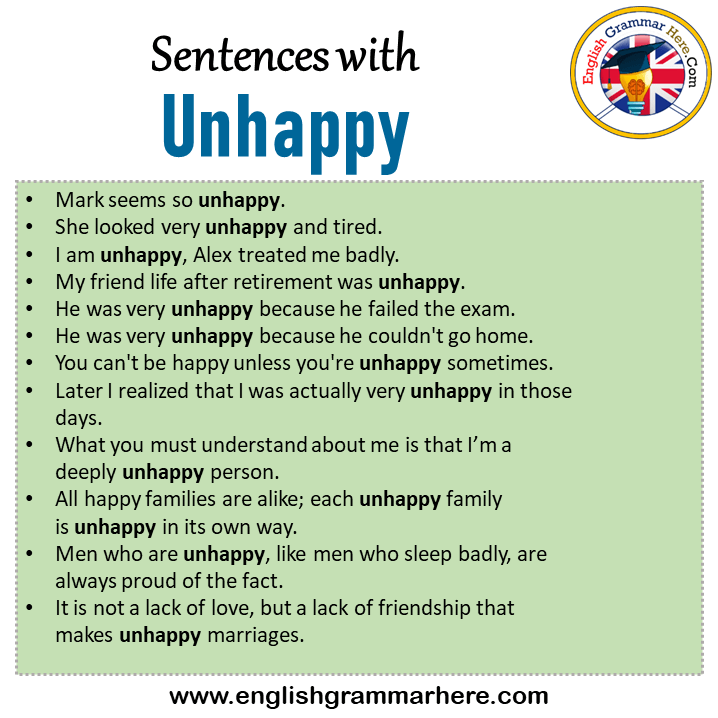 Sentences with
Unhappy
English Grammar Here.Com
• Mark seems so unhappy.
• She looked very unhappy and tired.
• I am unhappy, Alex treated me badly.
• My friend life after retirement was unhappy.
• He was very unhappy because he failed the exam.
• He was very unhappy because he couldn't go home.
• You can't be happy unless you're unhappy sometimes.
• Later I realized that I was actually very unhappy in those
days.
• What you must understand about me is that I’m a
deeply unhappy person.
• All happy families are alike; each unhappy family
is unhappy in its own way.
• Men who are unhappy, like men who sleep badly, are
always proud of the fact.
• It is not a lack of love, but a lack of friendship that
makes unhappy marriages.
www.englishgrammarhere.com